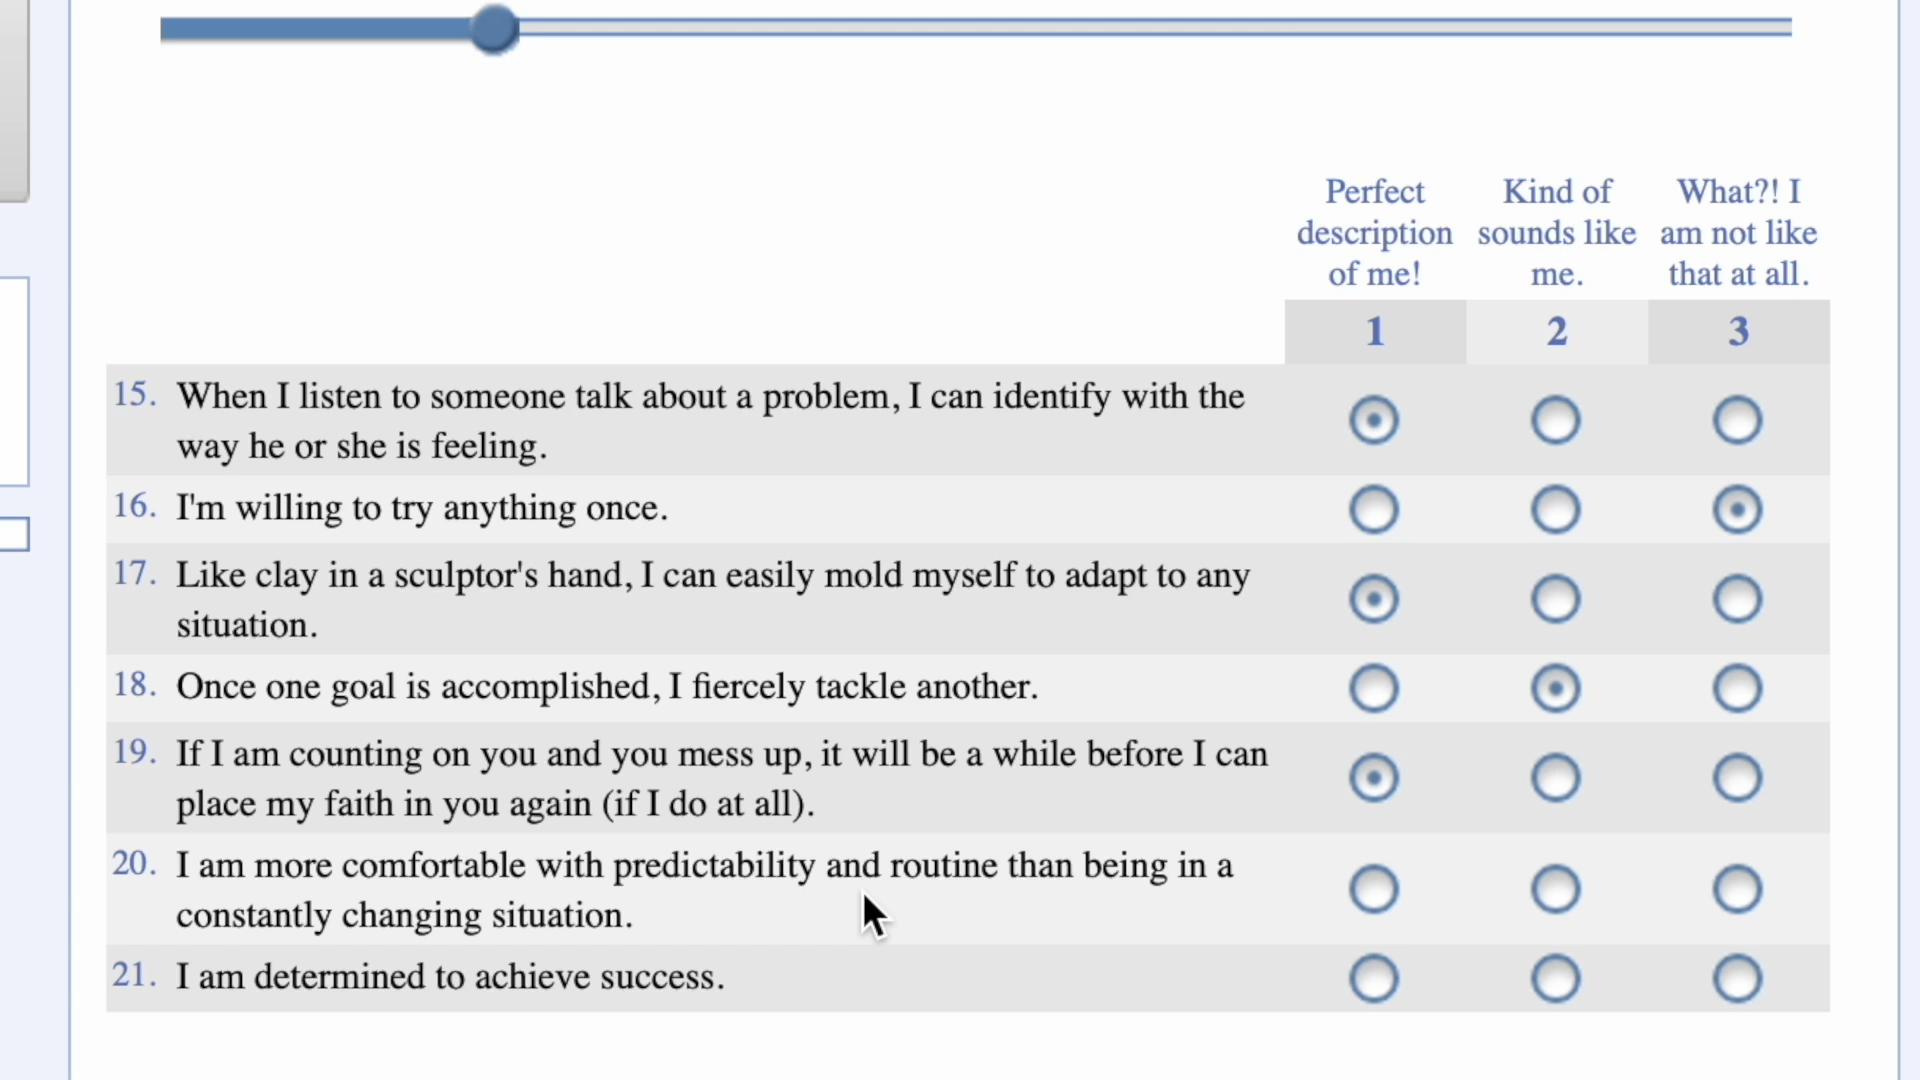 Perfect description of me!
Kind of sounds like me.
What?! I am not like that at all.
1 2 3
15. When I listen to someone talk about a problem, I can identify with the
way he or she is feeling.
16. I'm willing to try anything once.
17. Like clay in a sculptor's hand, I can easily mold myself to adapt to any
situation.
18. Once one goal is accomplished, I fiercely tackle another.
19. If I am counting on you and you mess up, it will be a while before I can
place my faith in you again (if I do at all).
20. I am more comfortable with predictability and routine than being in a
constantly changing situation.
21. I am determined to achieve success.